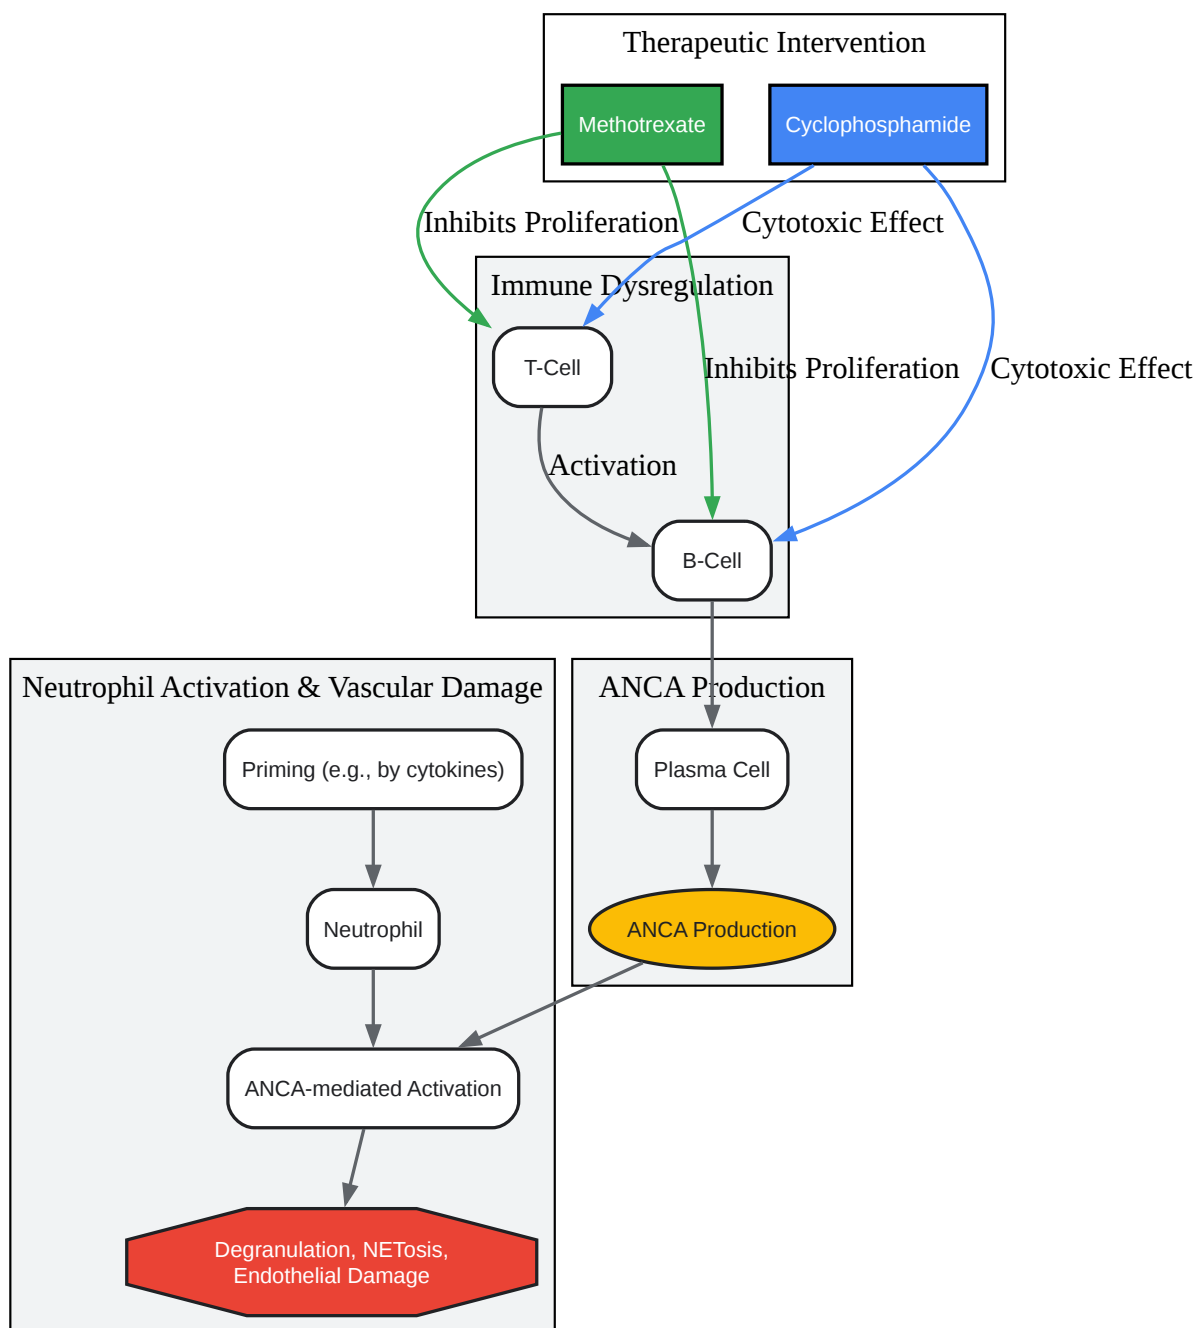 Therapeutic Intervention
Methotrexate
Cyclophosphamide
Inhibits Proliferation
Cytotoxic Effect
Immune Dysregulation
T-Cell
Inhibits Proliferation
Cytotoxic Effect
Activation
B-Cell
Neutrophil Activation & Vascular Damage
ANCA Production
Priming (e.g., by cytokines)
Plasma Cell
Neutrophil
ANCA Production
ANCA-mediated Activation
Degranulation, NETosis,
Endothelial Damage